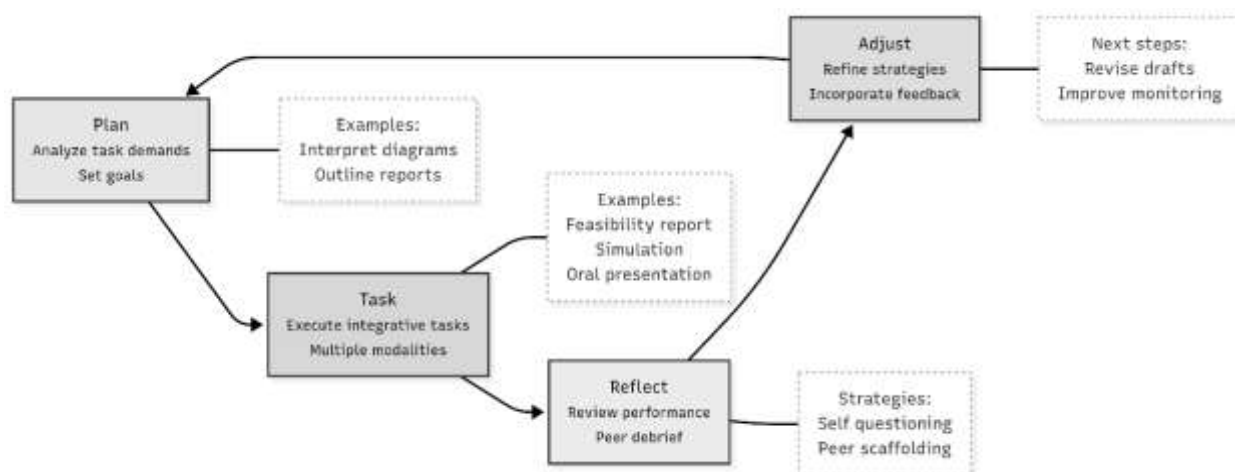 Plan
Analyze task demands
Set goals
Examples:
Interpret diagrams
Outline reports
Task
Execute integrative tasks
Multiple modalities
Examples:
Feasibility report
Simulation
Oral presentation
Reflect
Review performance
Peer debrief
Strategies:
Self questioning
Peer scaffolding
Adjust
Refine strategies
Incorporate feedback
Next steps:
Revise drafts
Improve monitoring